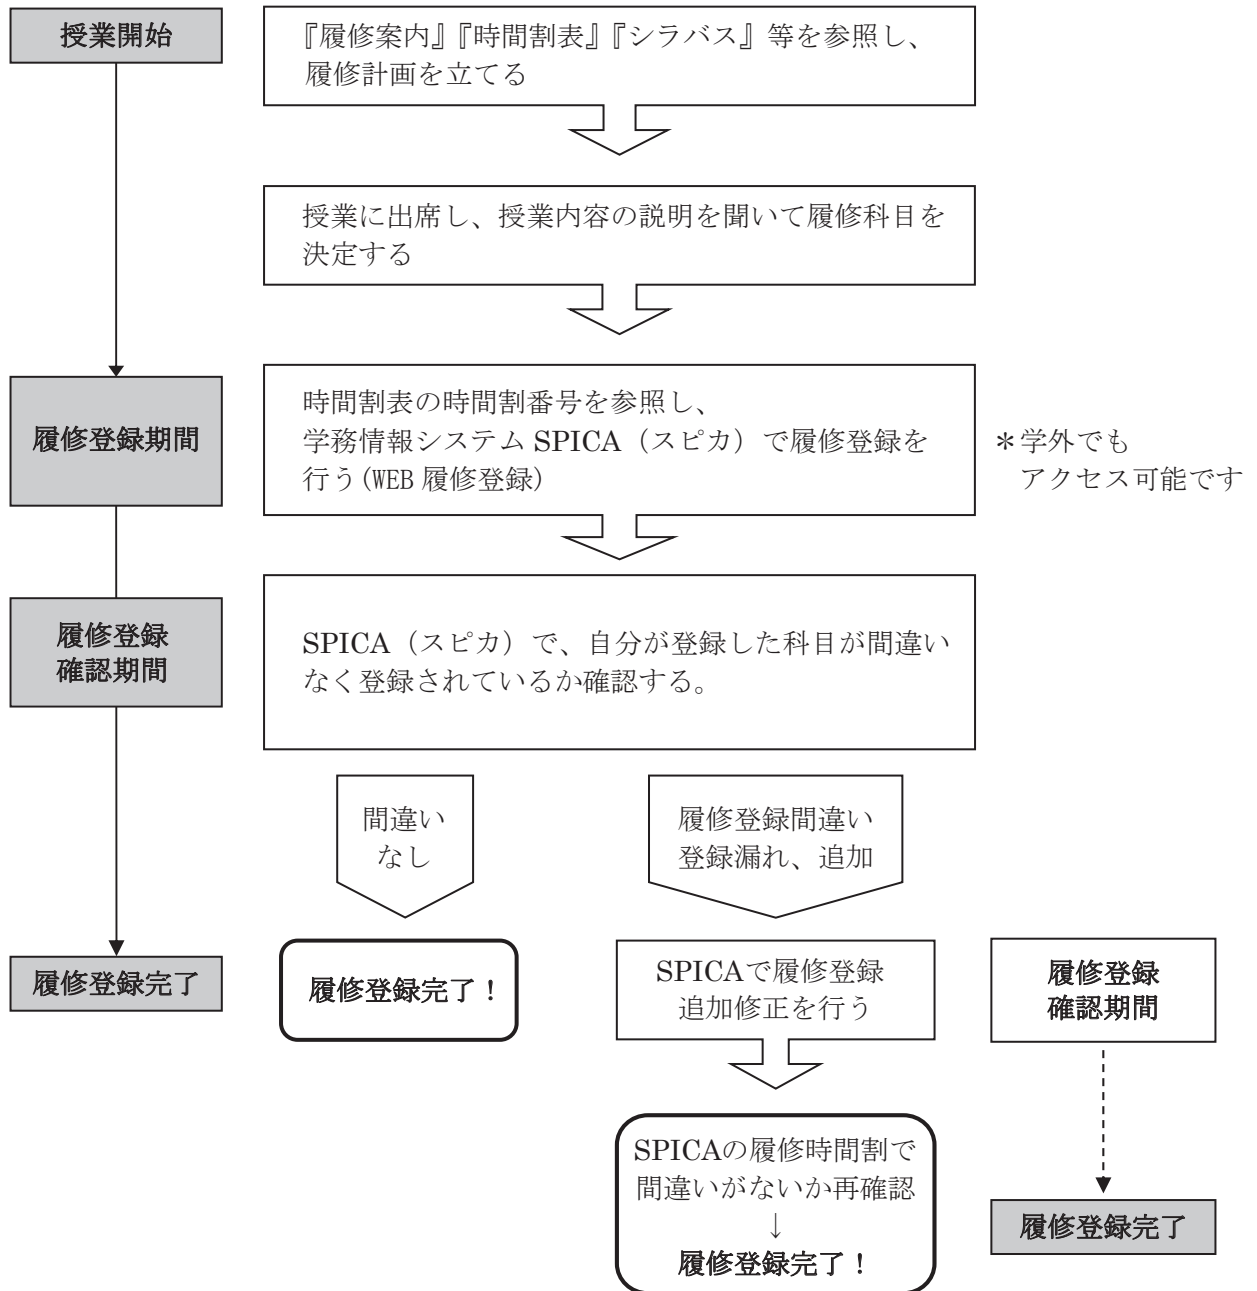 授業開始
『履修案内』『時間割表』『シラバス』等を参照し、
履修計画を立てる
授業に出席し、授業内容の説明を聞いて履修科目を
決定する
履修登録期間
時間割表の時間割番号を参照し、
学務情報システム SPICA（スピカ）で履修登録を
行う(WEB 履修登録)
＊学外でも
アクセス可能です
履修登録
確認期間
SPICA（スピカ）で、自分が登録した科目が間違い
なく登録されているか確認する。
間違い
なし
履修登録間違い
登録漏れ、追加
履修登録完了
履修登録完了！
SPICAで履修登録
追加修正を行う
履修登録
確認期間
SPICAの履修時間割で
間違いがないか再確認
↓
履修登録完了！
履修登録完了